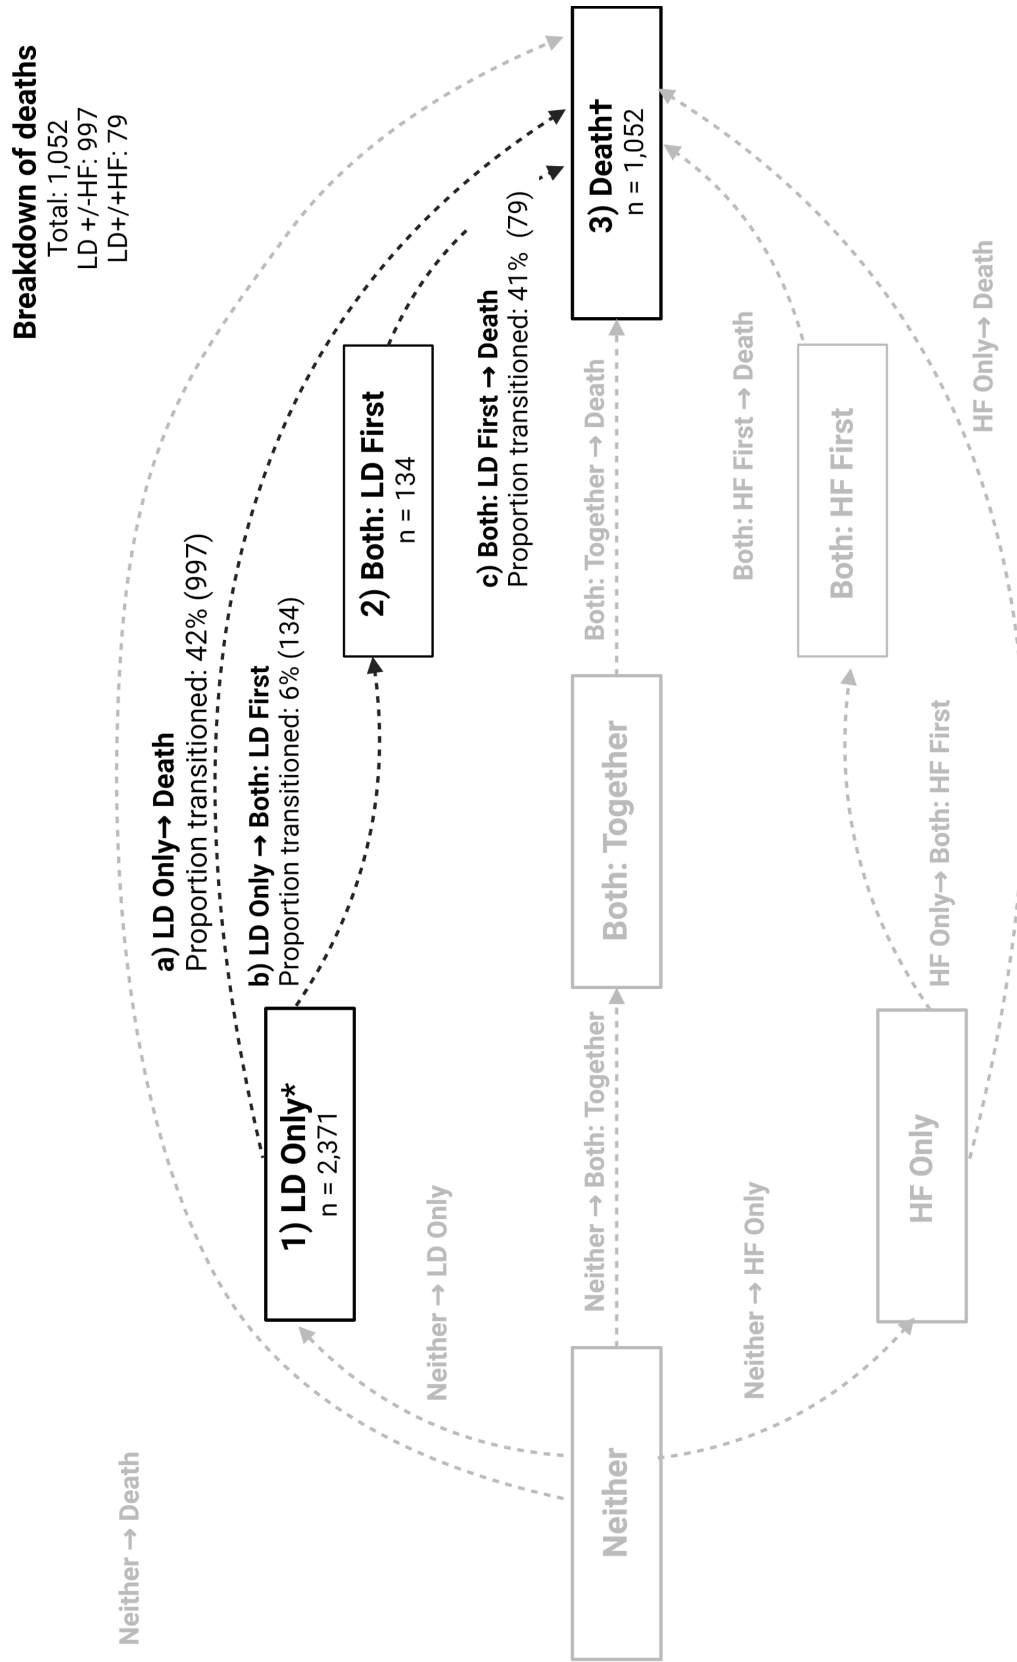 Breakdown of deaths
Total: 1,052
LD +/-HF: 997
LD+/+HF: 79
Neither → Death
a) LD Only→ Death
Proportion transitioned: 42% (997)
b) LD Only → Both: LD First
Proportion transitioned: 6% (134)
1) LD Only*
n = 2,371
2) Both: LD First
n = 134
Neither → LD Only
c) Both: LD First → Death
Proportion transitioned: 41% (79)
Neither
Neither → Both: Together
Both: Together
Both: Together → Death
3) Death†
n = 1,052
Neither → HF Only
Both: HF First → Death
Both: HF First
HF Only
HF Only→ Both: HF First
HF Only→ Death